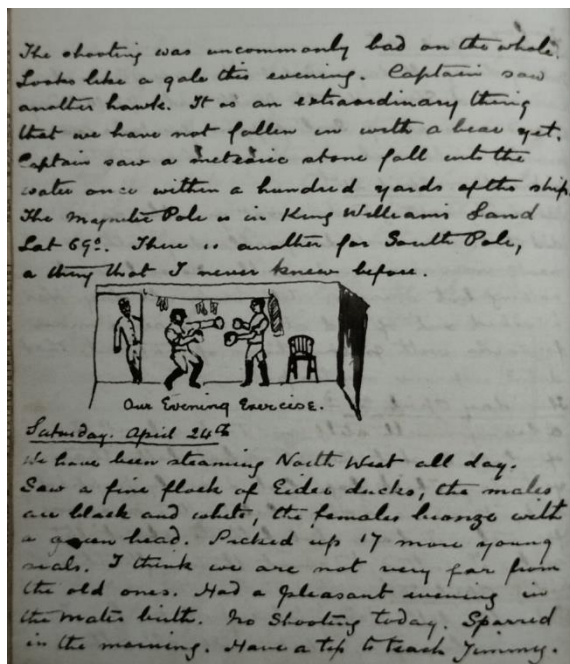 The shooting was uncommonly bad on the whole.
Looks like a gale this evening. Captain saw
another hawk. It is an extraordinary thing
that we have not fallen in with a bear yet.
Captain saw a meteoric stone fall into the
water once within a hundred yards of the ship.
The Magnetic Pole is in King William's Land
Lat 69°. There is another for South Pole,
a thing that I never knew before.
Our Evening Exercise.
Saturday. April 24th
We have been steaming North West all day.
Saw a fine flock of Eider ducks, the males
are black and white, the females bronze with
a green head. Picked up 17 more young
seals. I think we are not very far from
the old ones. Had a pleasant evening in
the mates birth. No Shooting today. Sparred
in the morning. Have a tip to teach Jimmy.